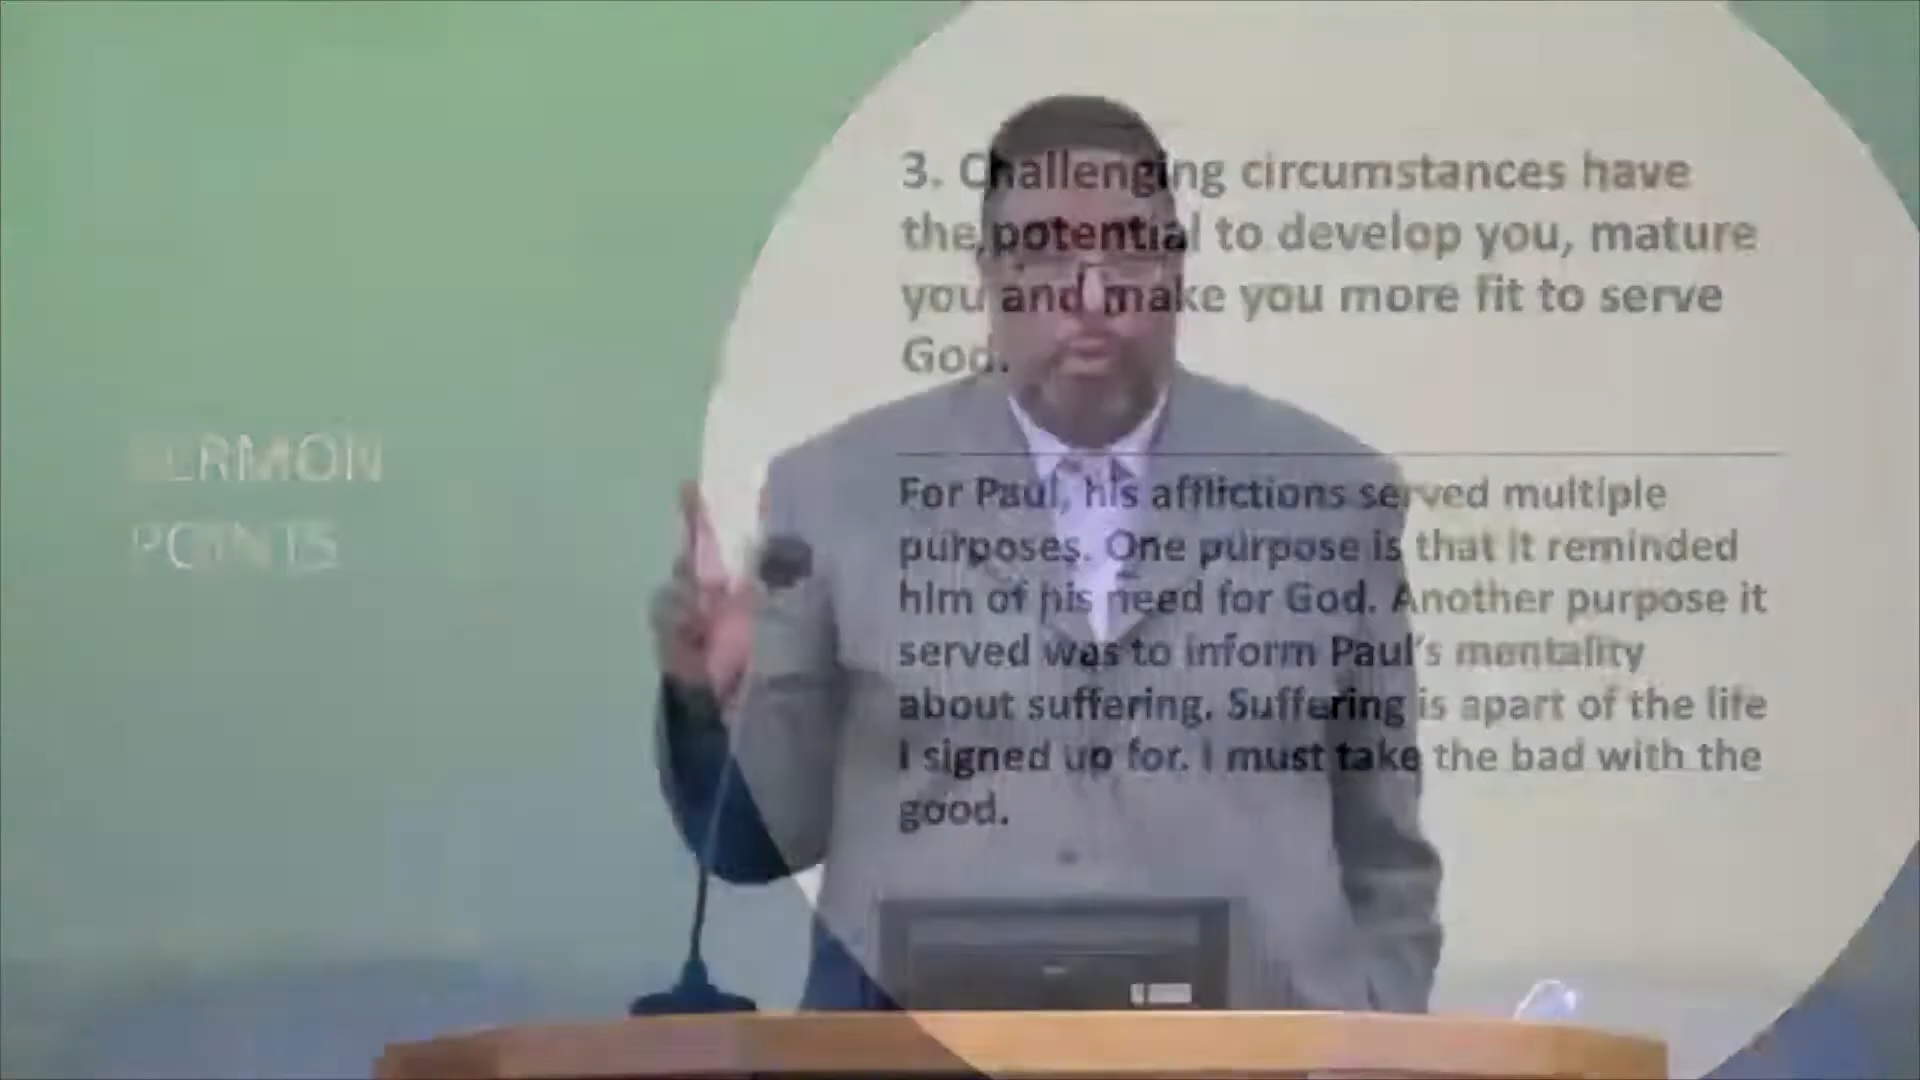 SERMON
POINTS
3. Challenging circumstances have
the potential to develop you, mature
you and make you more fit to serve
God.
For Paul, his afflictions served multiple
purposes. One purpose is that it reminded
him of his need for God. Another purpose it
served was to inform Paul's mentality
about suffering. Suffering is apart of the life
I signed up for. I must take the bad with the
good.